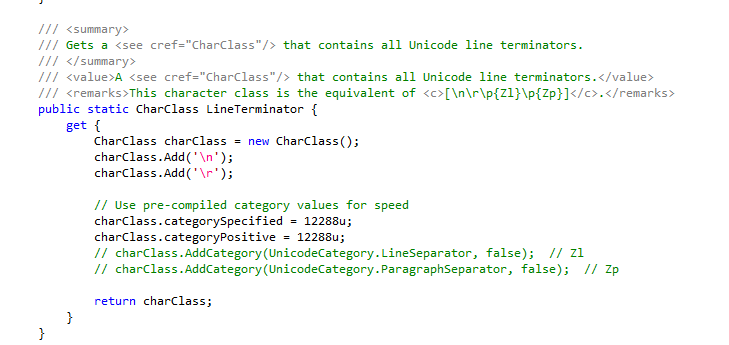 /// <summary>
/// Gets a <see cref="CharClass"/> that contains all Unicode line terminators.
/// </summary>
/// <value>A <see cref="CharClass"/> that contains all Unicode line terminators.</value>
/// <remarks>This character class is the equivalent of <c>[\n\r\p{Zl}\p{Zp}]</c>.</remarks>
public static CharClass LineTerminator {
    get {
        CharClass charClass = new CharClass();
        charClass.Add('\n');
        charClass.Add('\r');

        // Use pre-compiled category values for speed
        charClass.categorySpecified = 12288u;
        charClass.categoryPositive = 12288u;
        // charClass.AddCategory(UnicodeCategory.LineSeparator, false);  // Zl
        // charClass.AddCategory(UnicodeCategory.ParagraphSeparator, false);  // Zp

        return charClass;
    }
}